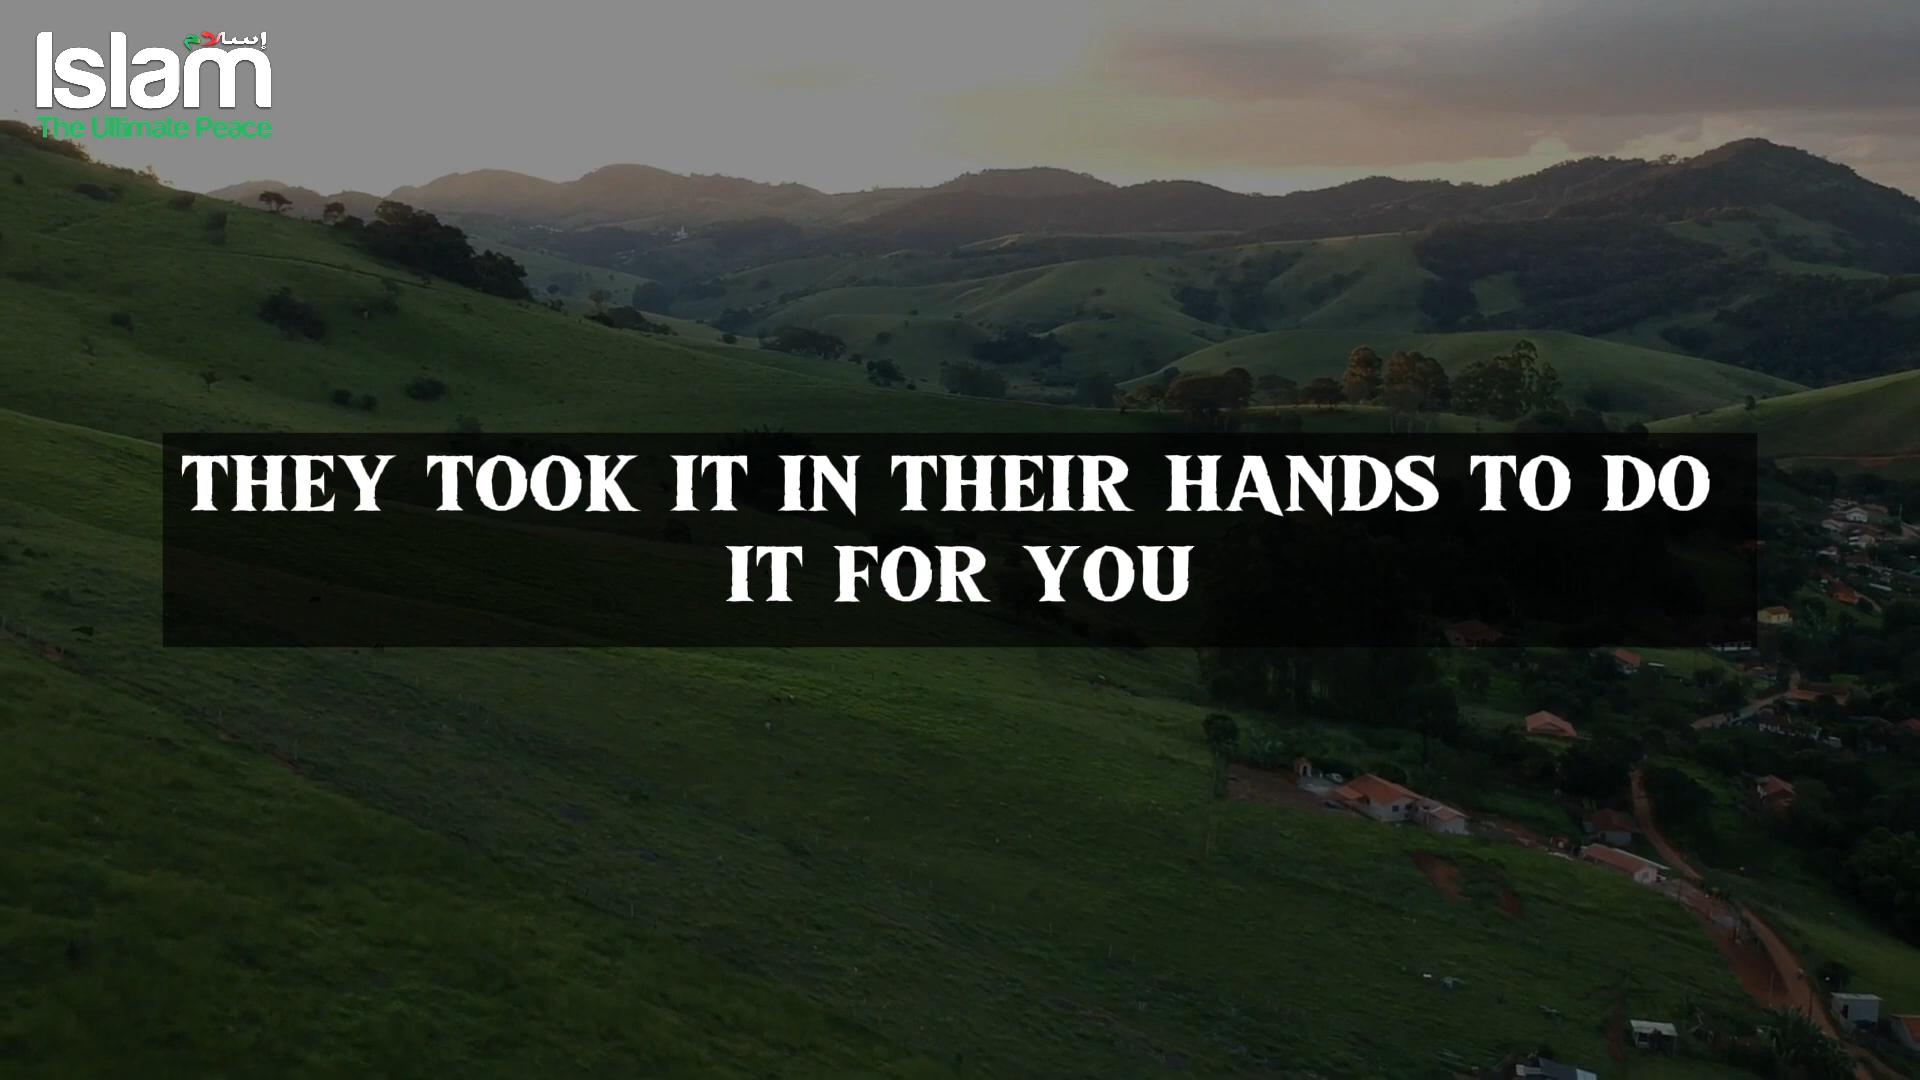 إسلام
Islam
The Ultimate Peace
THEY TOOK IT IN THEIR HANDS TO DO
IT FOR YOU